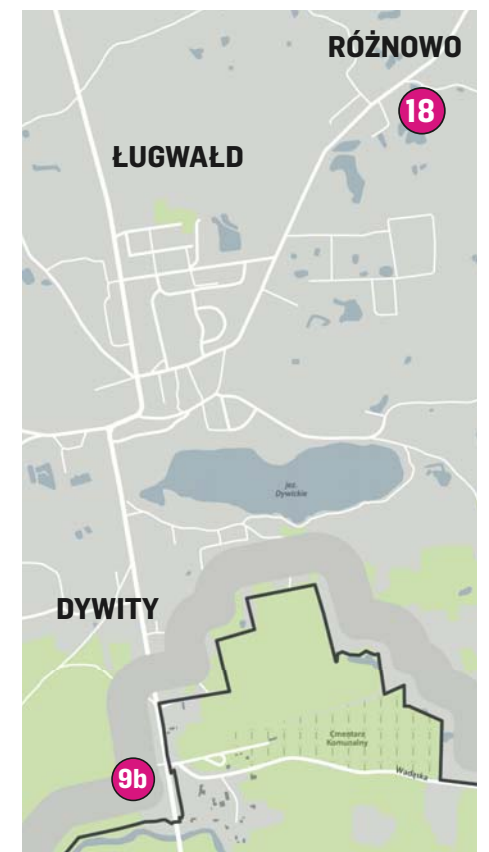 RÓŻNOWO
18
ŁUGWAŁD
Jez.
Dywickie
DYWITY
Cmentarz
Komunalny
Wadąska
9b